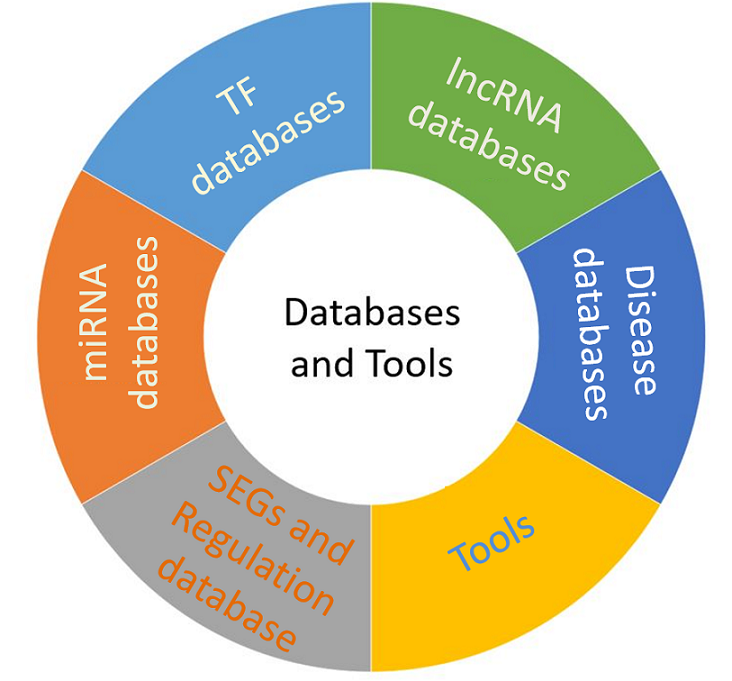 TF
databases
lncRNA
databases
miRNA
databases
Databases
and Tools
Disease
databases
SEGs and
Regulation
database
Tools